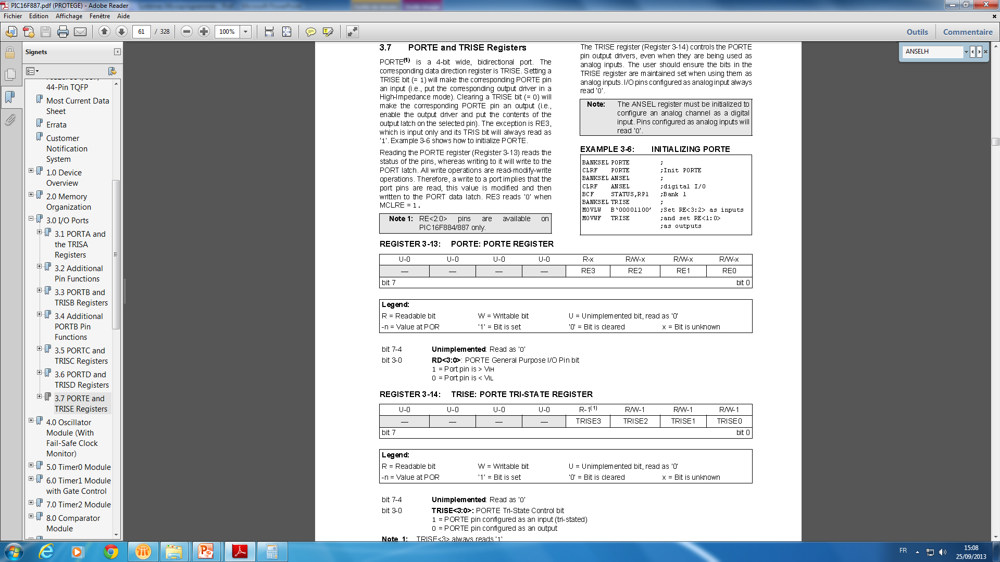 PIC16F887.pdf (PROTEGE) - Adobe Reader
Fichier Edition Affichage Fenêtre Aide
61 / 328 100% Outils Commentaire
Signets
44-Pin TQFP
Most Current Data
Sheet
Errata
Customer
Notification
System
1.0 Device
Overview
2.0 Memory
Organization
3.0 I/O Ports
3.1 PORTA and
the TRISA
Registers
3.2 Additional
Pin Functions
3.3 PORTB and
TRISB Registers
3.4 Additional
PORTB Pin
Functions
3.5 PORTC and
TRISC Registers
3.6 PORTD and
TRISD Registers
3.7 PORTE and
TRISE Registers
4.0 Oscillator
Module (With
Fail-Safe Clock
Monitor)
5.0 Timer0 Module
6.0 Timer1 Module
with Gate Control
7.0 Timer2 Module
8.0 Comparator
Module
3.7 PORTE and TRISE Registers
PORTE(1) is a 4-bit wide, bidirectional port. The
corresponding data direction register is TRISE. Setting a
TRISE bit (= 1) will make the corresponding PORTE pin
an input (i.e., put the corresponding output driver in a
High-Impedance mode). Clearing a TRISE bit (= 0) will
make the corresponding PORTE pin an output (i.e.,
enable the output driver and put the contents of the
output latch on the selected pin). The exception is RE3,
which is input only and its TRIS bit will always read as
'1'. Example 3-6 shows how to initialize PORTE.
Reading the PORTE register (Register 3-13) reads the
status of the pins, whereas writing to it will write to the
PORT latch. All write operations are read-modify-write
operations. Therefore, a write to a port implies that the
port pins are read, this value is modified and then
written to the PORT data latch. RE3 reads '0' when
MCLRE = 1.
Note 1: RE<2:0> pins are available on
PIC16F884/887 only.
The TRISE register (Register 3-14) controls the PORTE
pin output drivers, even when they are being used as
analog inputs. The user should ensure the bits in the
TRISE register are maintained set when using them as
analog inputs. I/O pins configured as analog input always
read '0'.
Note: The ANSEL register must be initialized to
configure an analog channel as a digital
input. Pins configured as analog inputs will
read '0'.
EXAMPLE 3-6: INITIALIZING PORTE
BANKSEL PORTE ;
CLRF PORTE ;Init PORTE
BANKSEL ANSEL ;
CLRF ANSEL ;digital I/O
BCF STATUS,RP1 ;Bank 1
BANKSEL TRISE ;
MOVLW B'00001100' ;Set RE<3:2> as inputs
MOVWF TRISE ;and set RE<1:0>
;as outputs
REGISTER 3-13: PORTE: PORTE REGISTER
U-0 U-0 U-0 U-0 R-x R/W-x R/W-x R/W-x
— — — — RE3 RE2 RE1 RE0
bit 7 bit 0
Legend:
R = Readable bit W = Writable bit U = Unimplemented bit, read as '0'
-n = Value at POR '1' = Bit is set '0' = Bit is cleared x = Bit is unknown
bit 7-4 Unimplemented: Read as '0'
bit 3-0 RD<3:0>: PORTE General Purpose I/O Pin bit
1 = Port pin is > VIH
0 = Port pin is < VIL
REGISTER 3-14: TRISE: PORTE TRI-STATE REGISTER
U-0 U-0 U-0 U-0 R-1(1) R/W-1 R/W-1 R/W-1
— — — — TRISE3 TRISE2 TRISE1 TRISE0
bit 7 bit 0
Legend:
R = Readable bit W = Writable bit U = Unimplemented bit, read as '0'
-n = Value at POR '1' = Bit is set '0' = Bit is cleared x = Bit is unknown
bit 7-4 Unimplemented: Read as '0'
bit 3-0 TRISE<3:0>: PORTE Tri-State Control bit
1 = PORTE pin configured as an input (tri-stated)
0 = PORTE pin configured as an output
Note 1: TRISE<3> always reads '1'
ANSELH
FR
15:08
25/09/2013